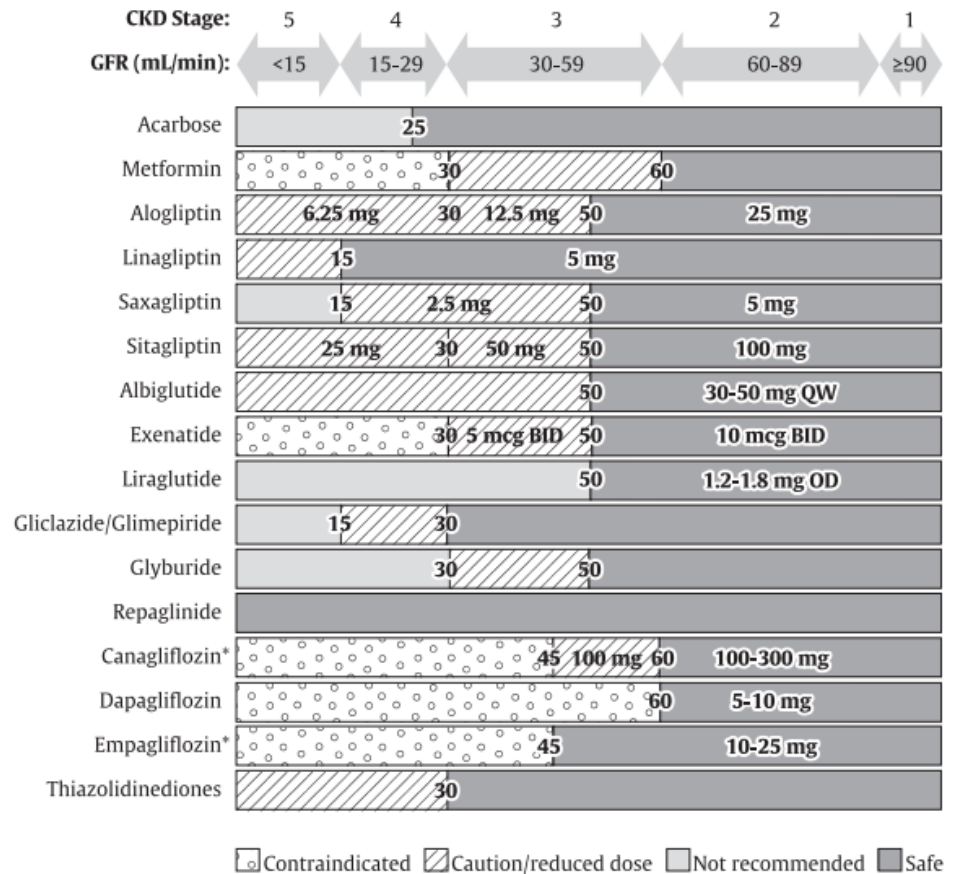 CKD Stage: 5 4 3 2 1
GFR (mL/min): <15 15-29 30-59 60-89 ≥90
Acarbose 25
Metformin 30 60
Alogliptin 6.25 mg 30 12.5 mg 50 25 mg
Linagliptin 15 5 mg
Saxagliptin 15 2.5 mg 50 5 mg
Sitagliptin 25 mg 30 50 mg 50 100 mg
Albiglutide 50 30-50 mg QW
Exenatide 30 5 mcg BID 50 10 mcg BID
Liraglutide 50 1.2-1.8 mg OD
Gliclazide/Glimepiride 15 30
Glyburide 30 50
Repaglinide
Canagliflozin* 45 100 mg 60 100-300 mg
Dapagliflozin 60 5-10 mg
Empagliflozin* 45 10-25 mg
Thiazolidinediones 30
Contraindicated Caution/reduced dose Not recommended Safe